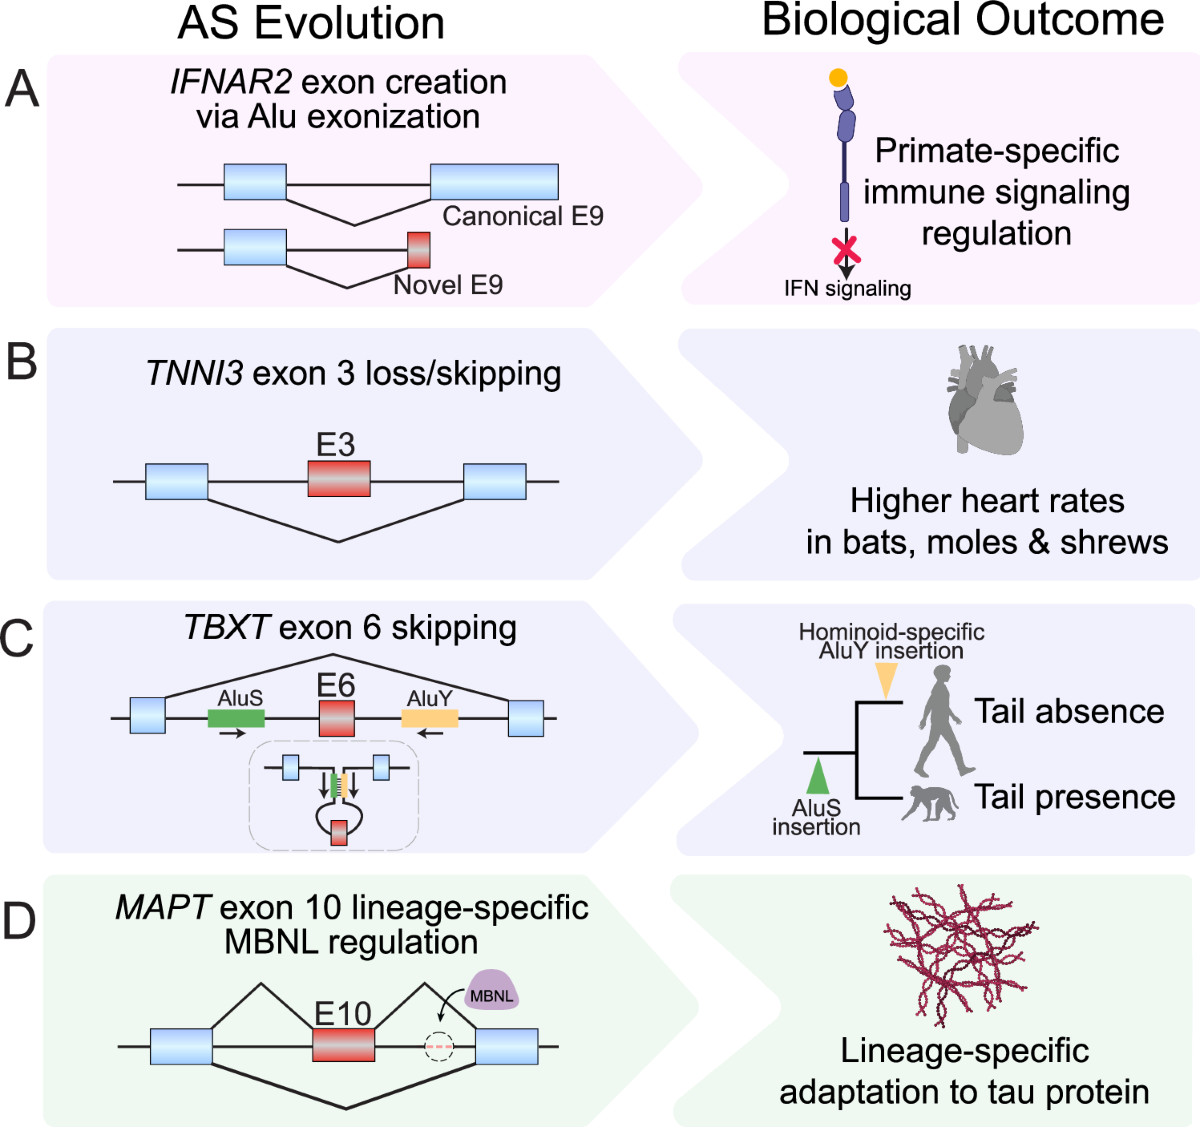 AS Evolution
Biological Outcome
A
IFNAR2 exon creation
via Alu exonization
Canonical E9
Novel E9
Primate-specific
immune signaling
regulation
IFN signaling
B
TNNI3 exon 3 loss/skipping
E3
Higher heart rates
in bats, moles & shrews
C
TBXT exon 6 skipping
AluS
E6
AluY
Hominoid-specific
AluY insertion
Tail absence
Tail presence
AluS
insertion
D
MAPT exon 10 lineage-specific
MBNL regulation
MBNL
E10
Lineage-specific
adaptation to tau protein